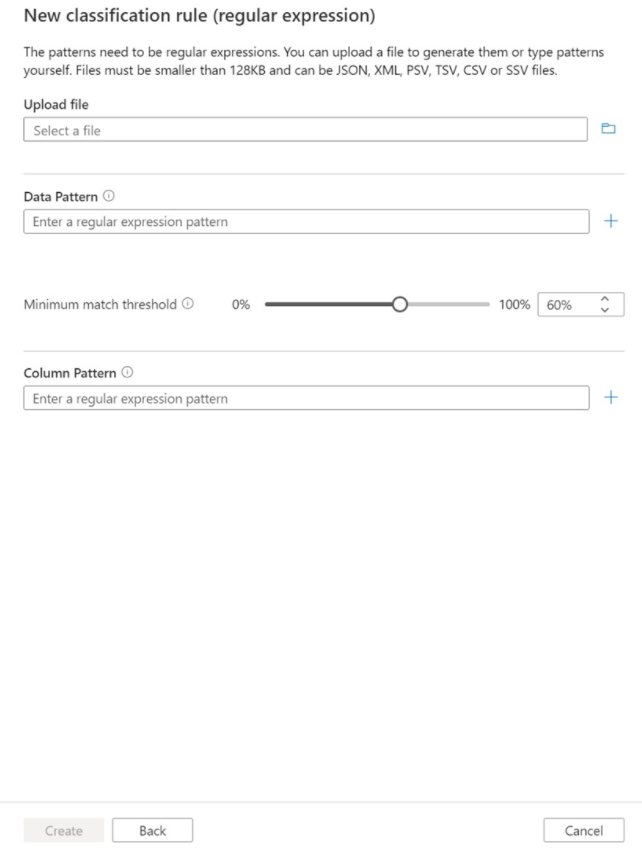 New classification rule (regular expression)
The patterns need to be regular expressions. You can upload a file to generate them or type patterns
yourself. Files must be smaller than 128KB and can be JSON, XML, PSV, TSV, CSV or SSV files.
Upload file
Select a file
Data Pattern
Enter a regular expression pattern
Minimum match threshold 0% 100% 60%
Column Pattern
Enter a regular expression pattern
Create Back Cancel